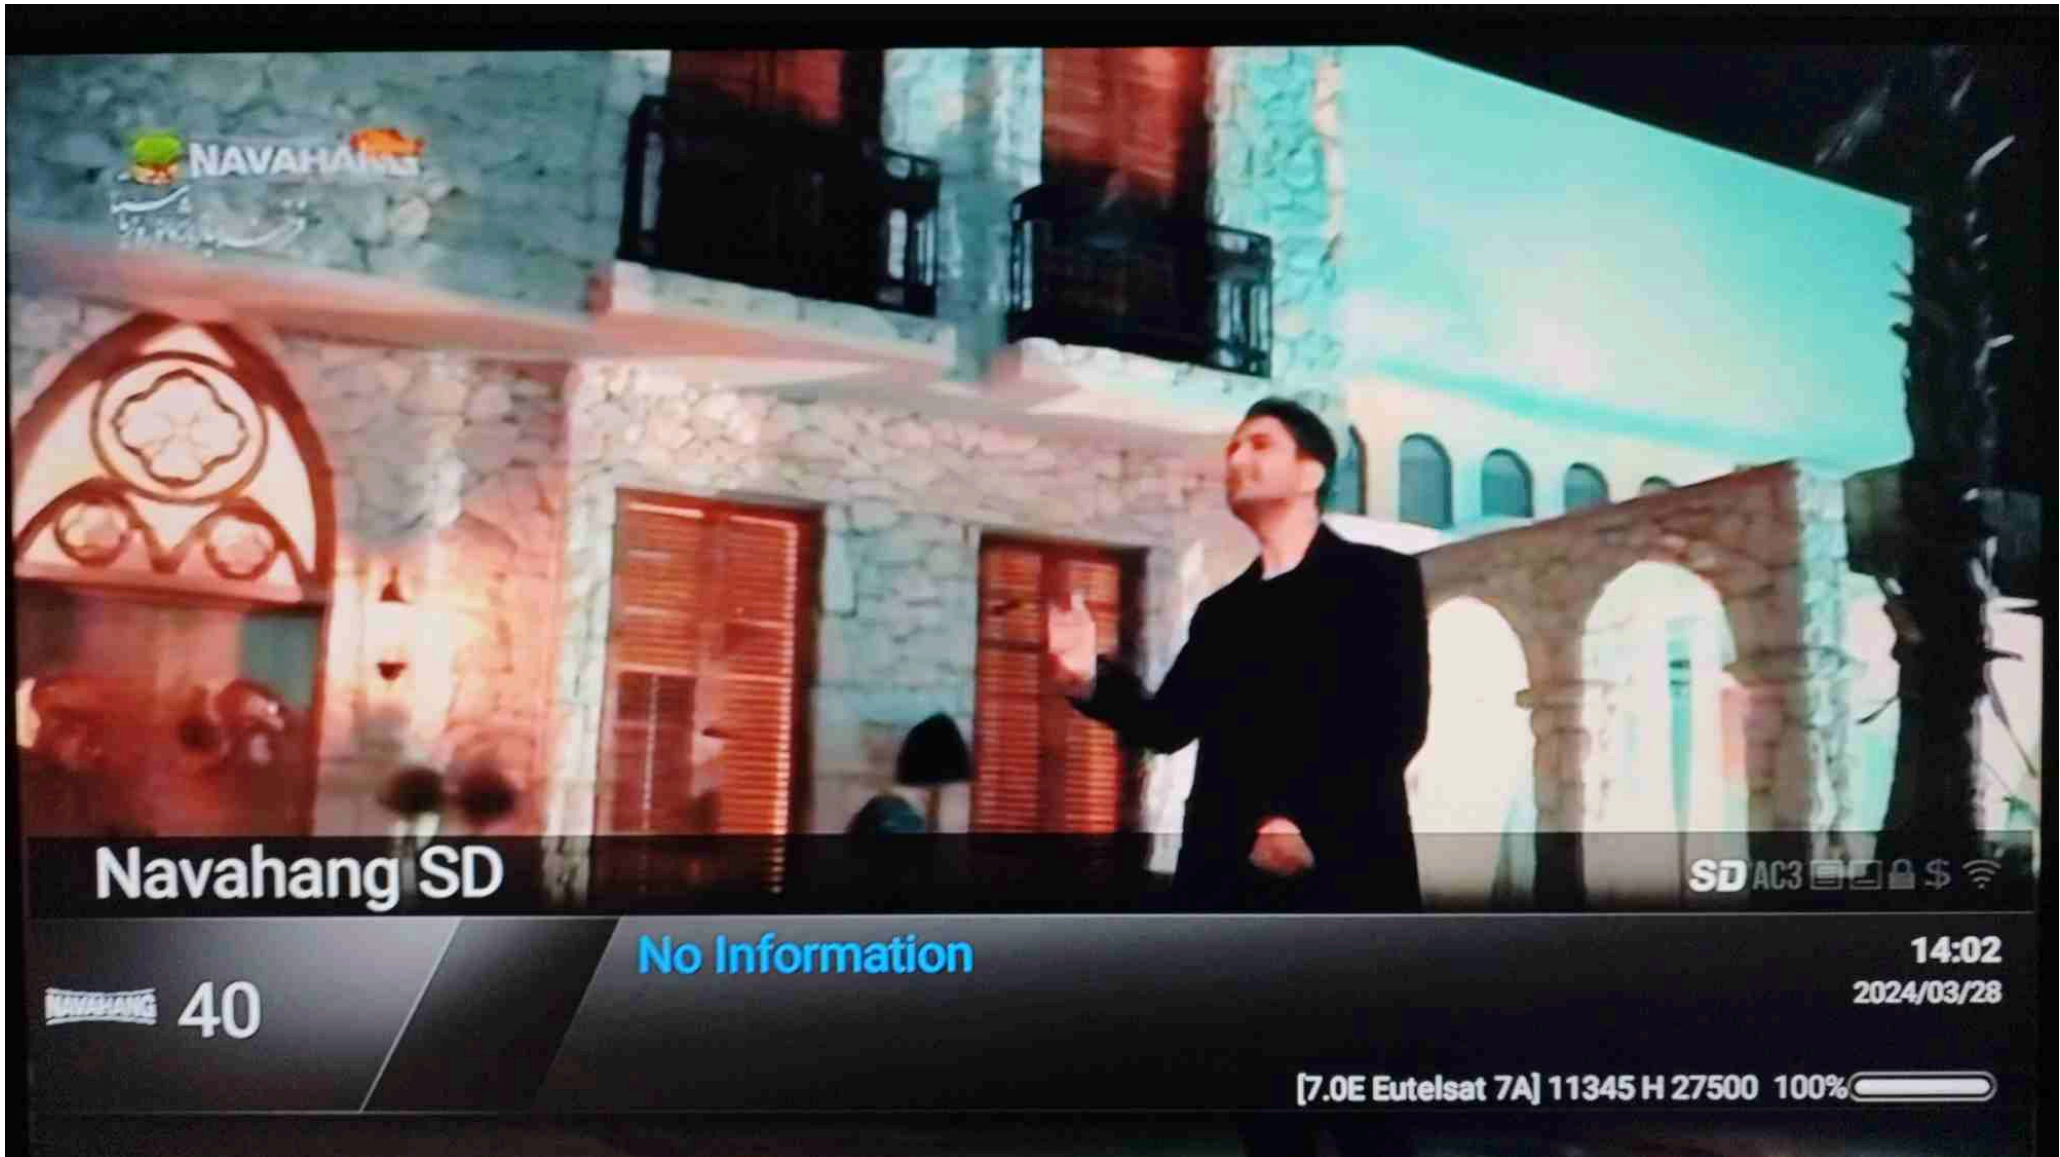 NAVAHANG
Navahang SD
SD AC3 $
NAVAHANG 40
No Information
14:02
2024/03/28
[7.0E Eutelsat 7A] 11345 H 27500 100%